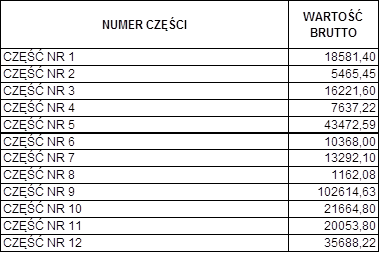 NUMER CZĘŚCI WARTOŚĆ BRUTTO
CZĘŚĆ NR 1 18581,40
CZĘŚĆ NR 2 5465,45
CZĘŚĆ NR 3 16221,60
CZĘŚĆ NR 4 7637,22
CZĘŚĆ NR 5 43472,59
CZĘŚĆ NR 6 10368,00
CZĘŚĆ NR 7 13292,10
CZĘŚĆ NR 8 1162,08
CZĘŚĆ NR 9 102614,63
CZĘŚĆ NR 10 21664,80
CZĘŚĆ NR 11 20053,80
CZĘŚĆ NR 12 35688,22